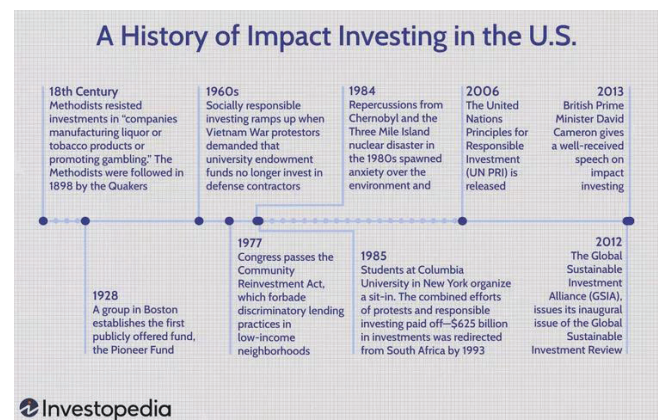 A History of Impact Investing in the U.S.
18th Century
Methodists resisted
investments in “companies
manufacturing liquor or
tobacco products or
promoting gambling.” The
Methodists were followed in
1898 by the Quakers
1960s
Socially responsible
investing ramps up when
Vietnam War protestors
demanded that
university endowment
funds no longer invest in
defense contractors
1984
Repercussions from
Chernobyl and the
Three Mile Island
nuclear disaster in
the 1980s spawned
anxiety over the
environment and
2006
The United
Nations
Principles for
Responsible
Investment
(UN PRI) is
released
2013
British Prime
Minister David
Cameron gives
a well-received
speech on
impact
investing
1928
A group in Boston
establishes the first
publicly offered fund,
the Pioneer Fund
1977
Congress passes the
Community
Reinvestment Act,
which forbade
discriminatory lending
practices in
low-income
neighborhoods
1985
Students at Columbia
University in New York organize
a sit-in. The combined efforts
of protests and responsible
investing paid off—$625 billion
in investments was redirected
from South Africa by 1993
2012
The Global
Sustainable
Investment
Alliance (GSIA),
issues its inaugural
issue of the Global
Sustainable
Investment Review
Investopedia